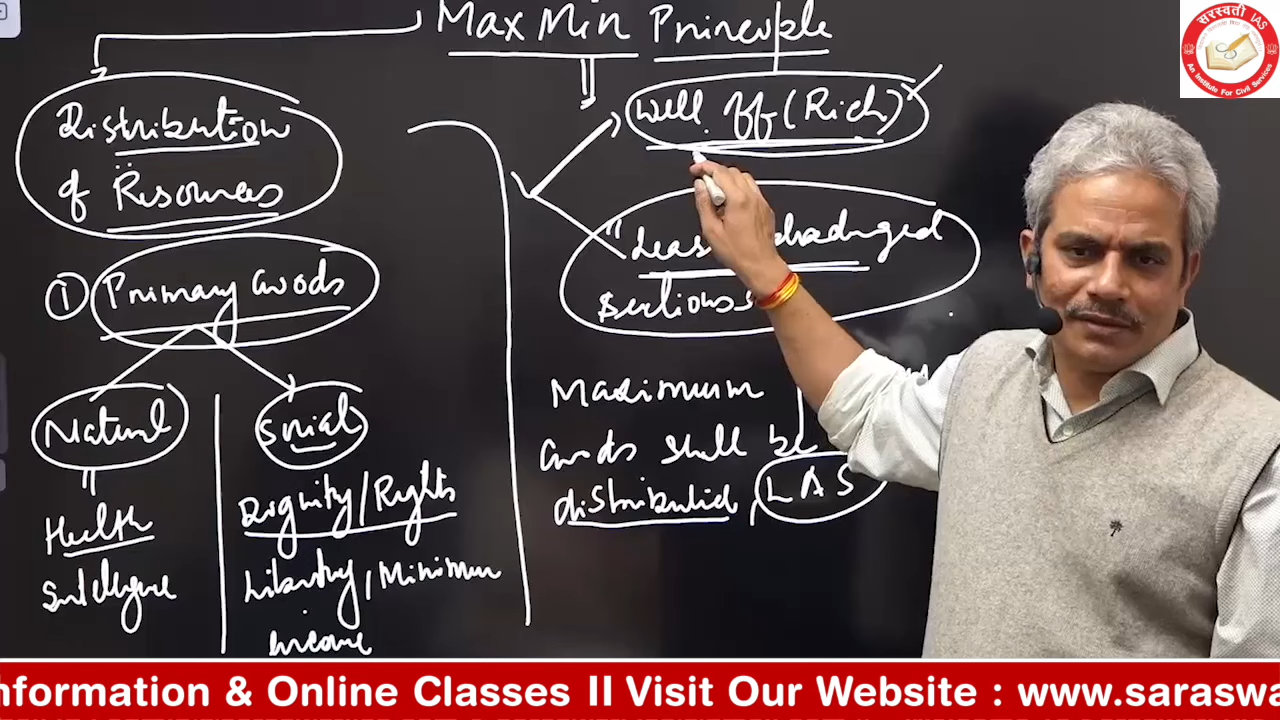 Max Min Principle
Distribution
of Resources
① Primary Goods
Natural
Health
Intelligence
Social
Dignity/Rights
Liberty, Minimum
income
Well off (Rich)
"Least
Sections
Maximum
Goods shall be
distributed, LAS
सरस्वती IAS
An Institute For Civil Services
nformation & Online Classes II Visit Our Website : www.saraswa